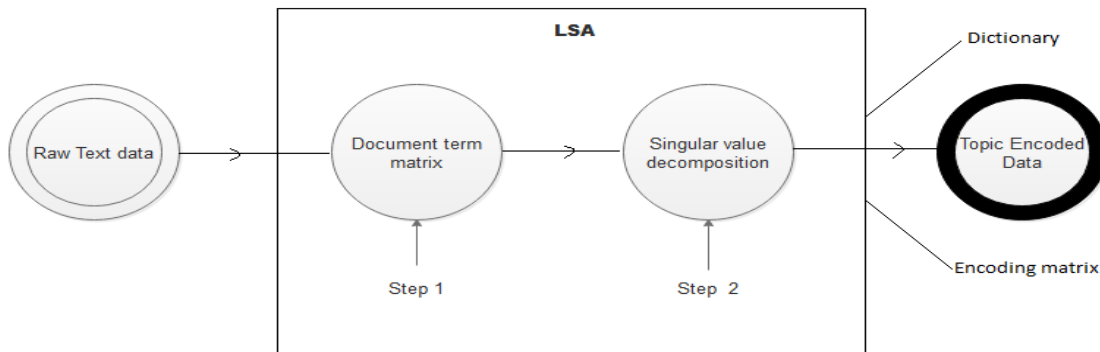 LSA
Dictionary
Raw Text data
Document term
matrix
Singular value
decomposition
Topic Encoded
Data
Encoding matrix
Step 1
Step 2